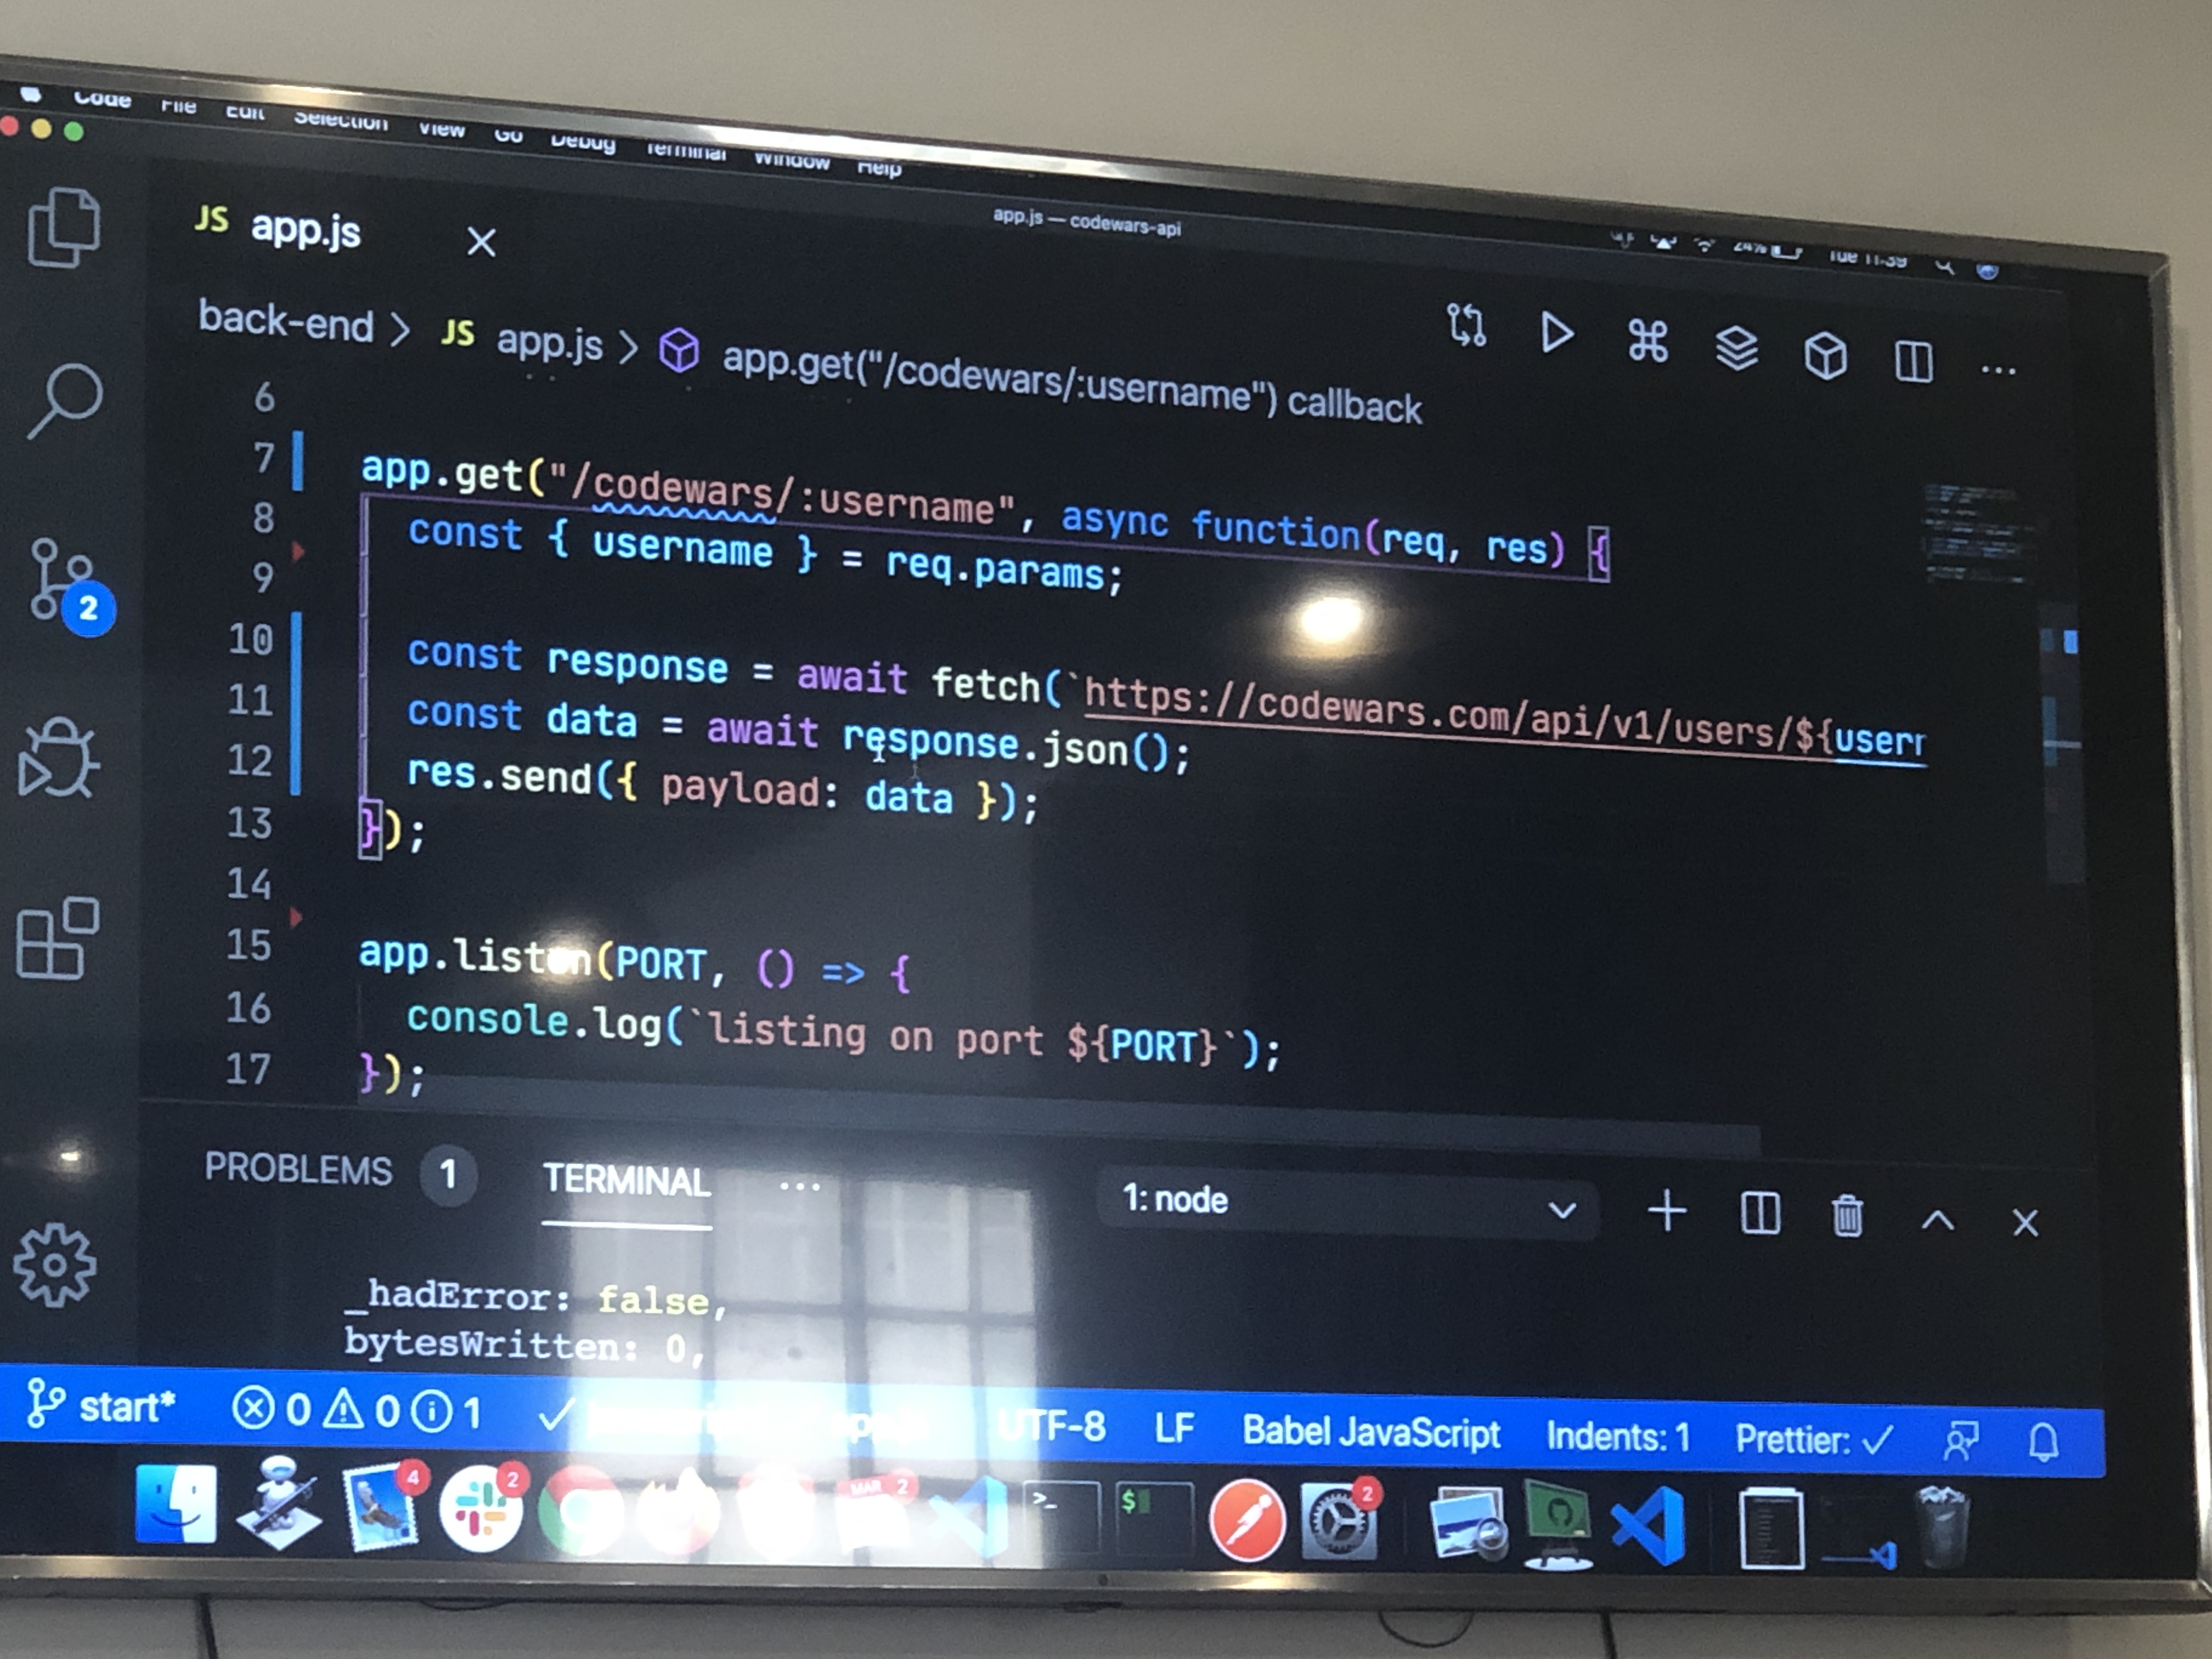 Code File Edit Selection View Go Debug Terminal Window Help
app.js — codewars-api
24% Tue 11:39
JS app.js
back-end > JS app.js > app.get("/codewars/:username") callback
6
7 app.get("/codewars/:username", async function(req, res) {
8 const { username } = req.params;
9
10 const response = await fetch(`https://codewars.com/api/v1/users/${userr
11 const data = await response.json();
12 res.send({ payload: data });
13 });
14
15 app.listen(PORT, () => {
16 console.log(`listing on port ${PORT}`);
17 });
2
PROBLEMS 1 TERMINAL ... 1: node
_hadError: false,
bytesWritten: 0,
start* 0 0 1 UTF-8 LF Babel JavaScript Indents: 1 Prettier: ✓
4 2 MAR 2 >_ $ 2